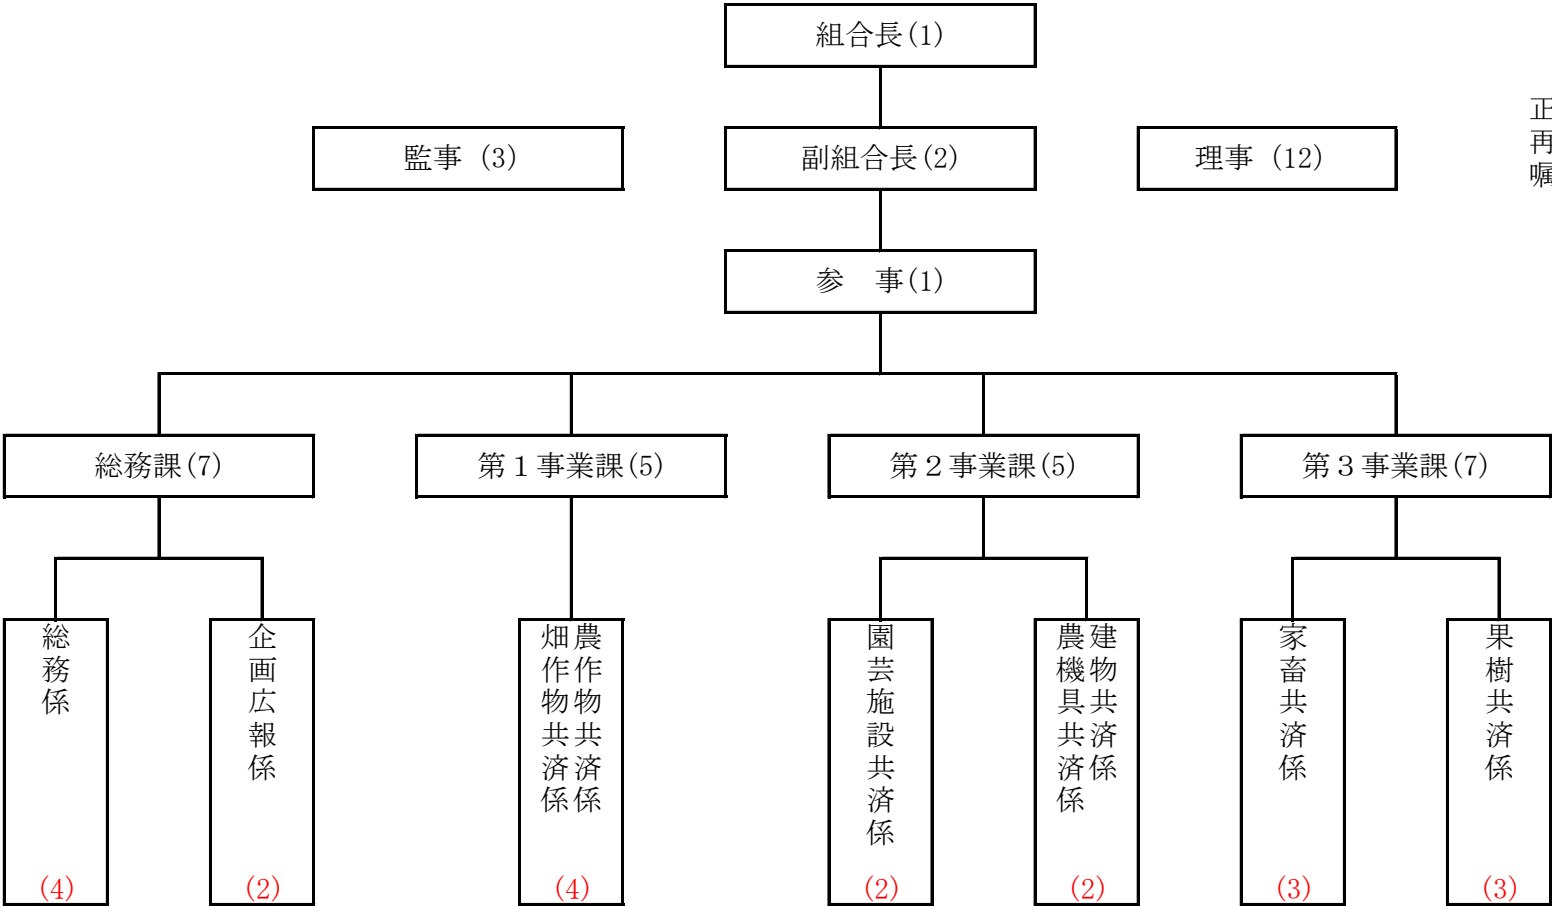 組合長(1)
監事 (3)
副組合長(2)
理事 (12)
正
再
嘱
参　事(1)
総務課(7)
第１事業課(5)
第２事業課(5)
第３事業課(7)
総務係
(4)
企画広報係
(2)
農作物共済係
畑作物共済係
(4)
園芸施設共済係
(2)
建物共済係
農機具共済係
(2)
家畜共済係
(3)
果樹共済係
(3)